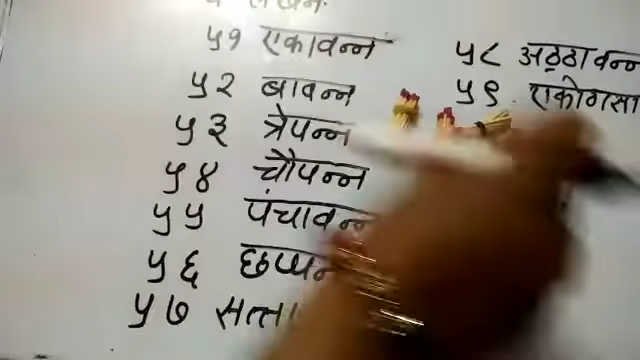 लेखन
५१ एकावन्न
५२ बावन्न
५३ त्रेपन्न
५४ चौपन्न
५५ पंचावन्न
५६ छप्पन
५७ सत्ता
५८ अठ्ठावन्न
५९ एकोणसा